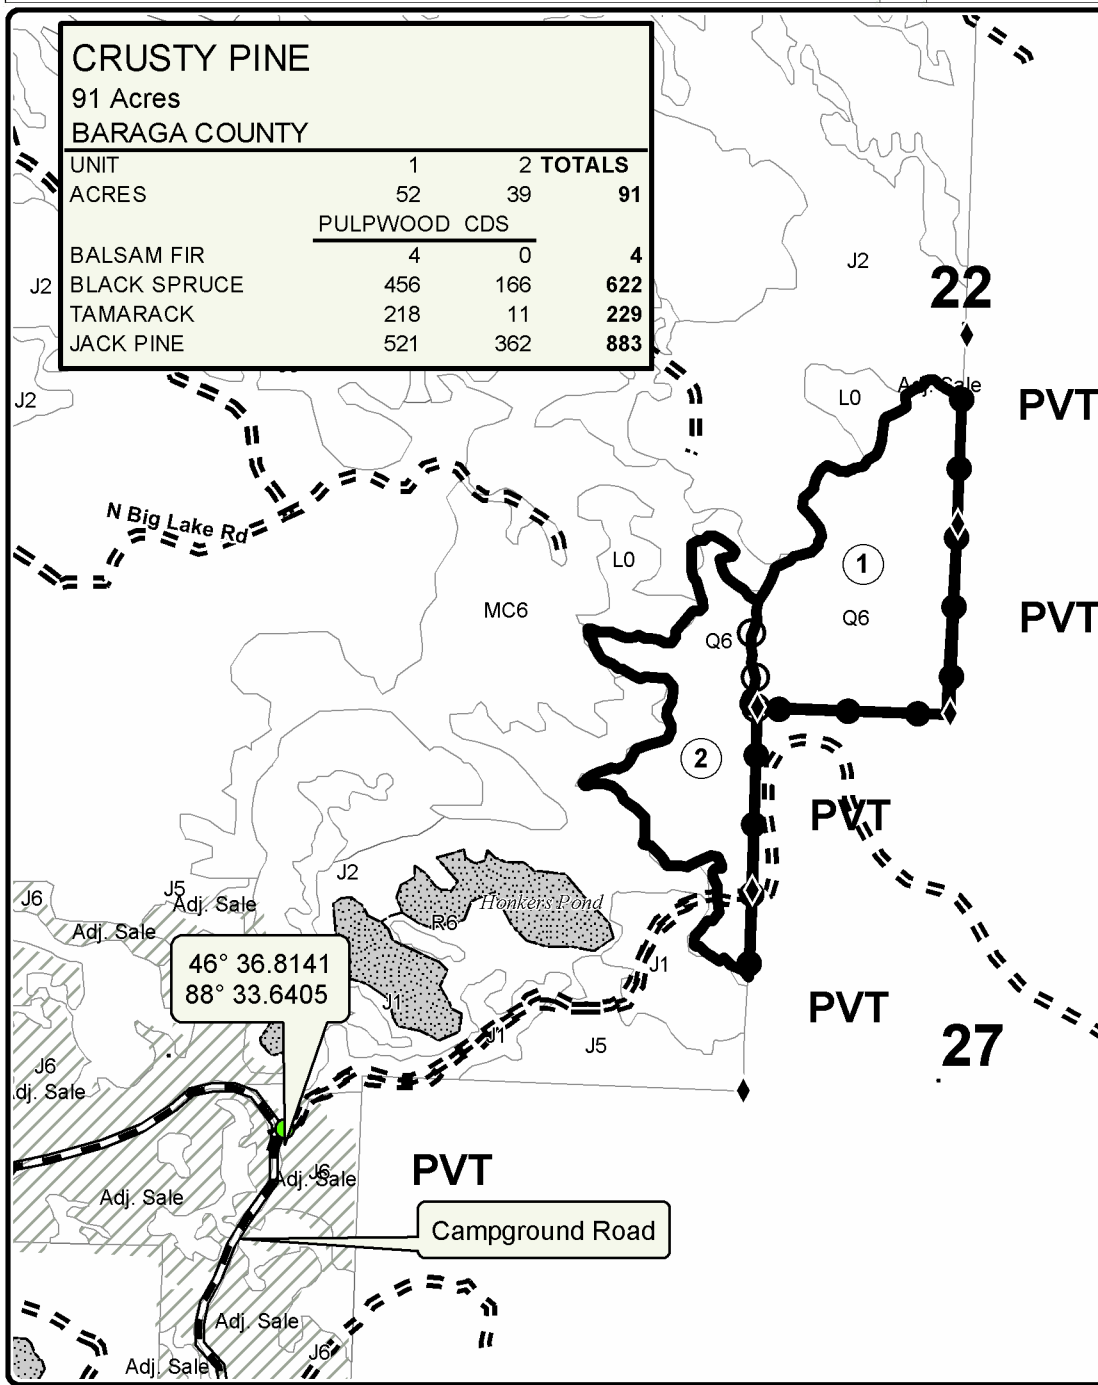 CRUSTY PINE
91 Acres
BARAGA COUNTY
UNIT 1 2 TOTALS
ACRES 52 39 91
PULPWOOD CDS
BALSAM FIR 4 0 4
BLACK SPRUCE 456 166 622
TAMARACK 218 11 229
JACK PINE 521 362 883
J2
J2
22
J2
L0
Adj. Sale
PVT
J2
N Big Lake Rd
L0
1
MC6
Q6
PVT
Q6
2
PVT
J2
J5
J6
Adj. Sale
Honkers Pond
R6
Adj. Sale
46° 36.8141
88° 33.6405
J1
J1
PVT
J1
J5
27
J6
Adj. Sale
J6
Adj. Sale
PVT
Adj. Sale
Campground Road
Adj. Sale
J6
Adj. Sale